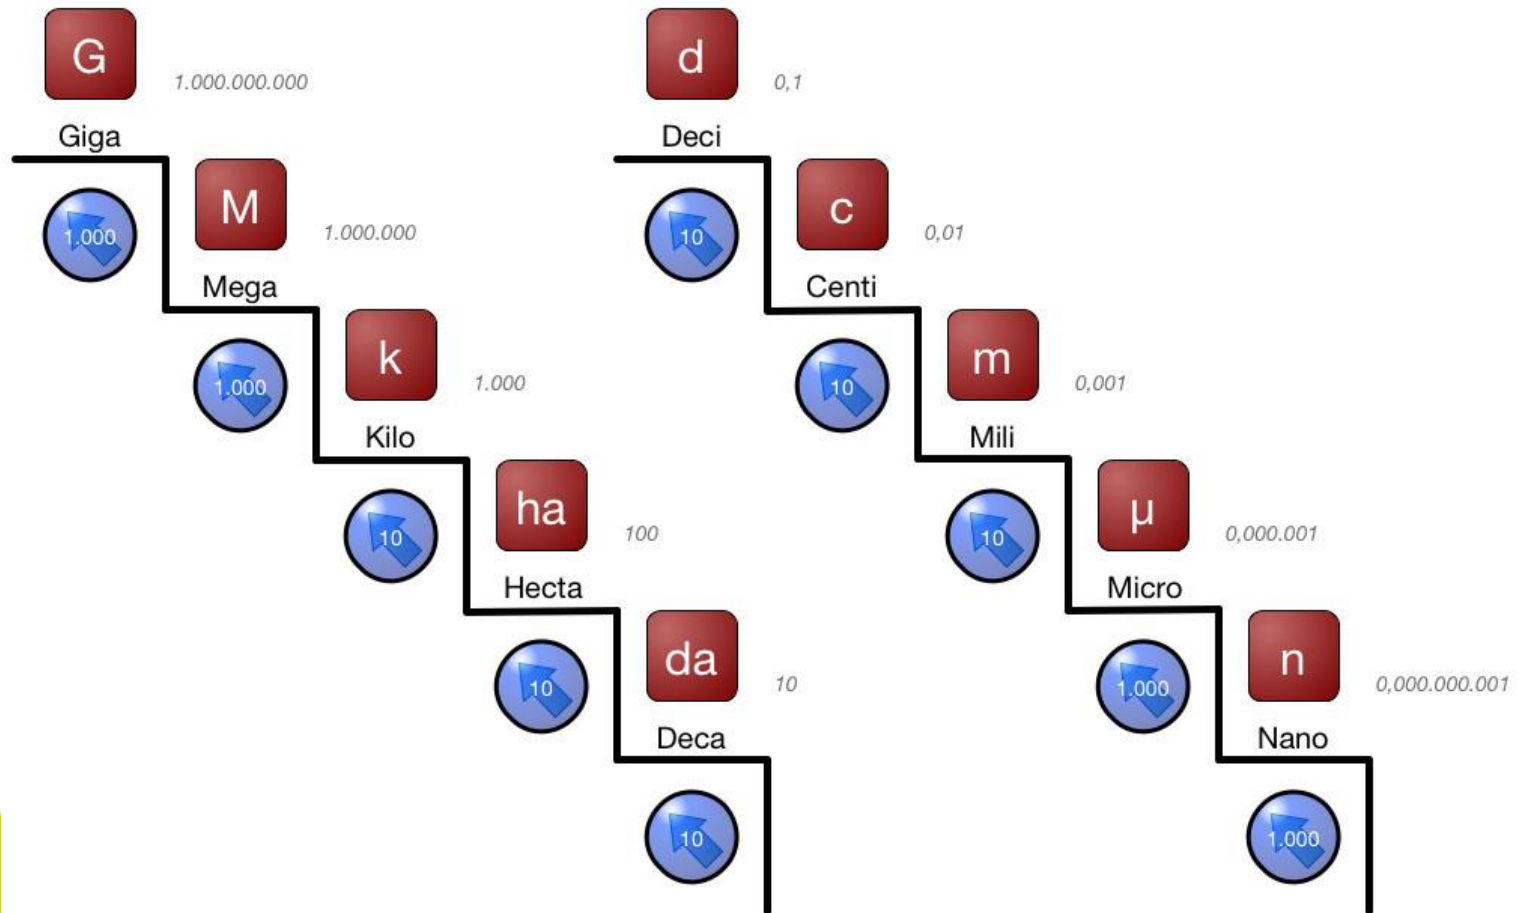 G
1.000.000.000
Giga
1.000
M
1.000.000
Mega
1.000
k
1.000
Kilo
10
ha
100
Hecta
10
da
10
Deca
10
d
0,1
Deci
10
c
0,01
Centi
10
m
0,001
Mili
10
µ
0,000.001
Micro
1.000
n
0,000.000.001
Nano
1.000